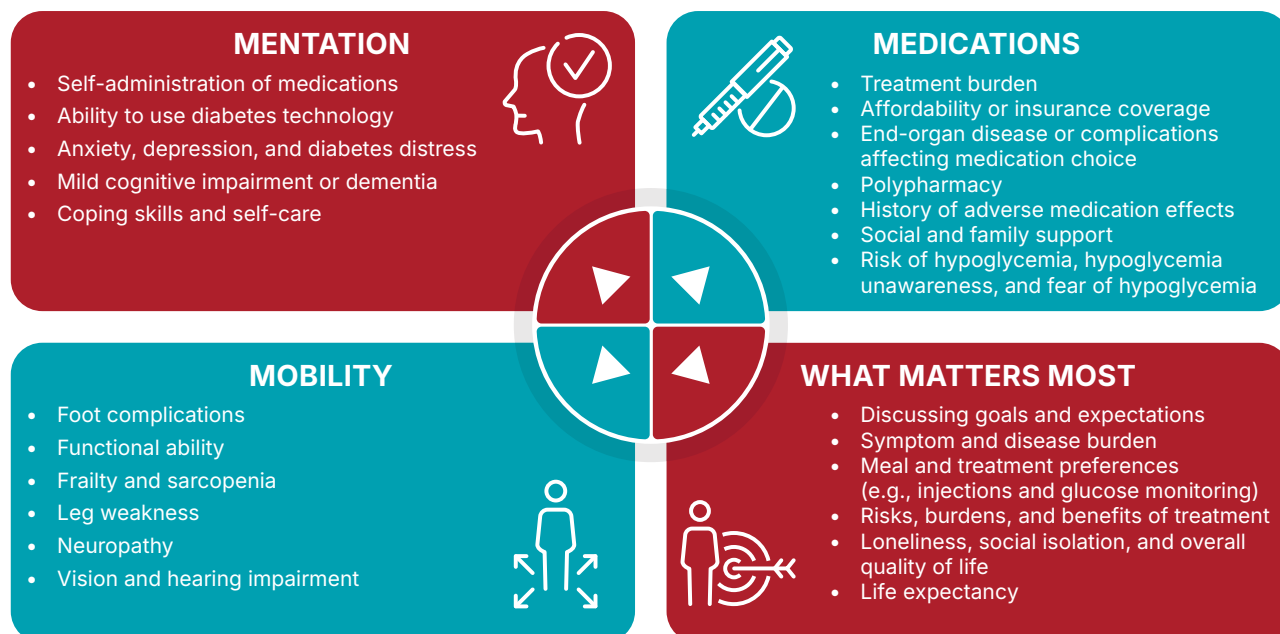 MENTATION
• Self-administration of medications
• Ability to use diabetes technology
• Anxiety, depression, and diabetes distress
• Mild cognitive impairment or dementia
• Coping skills and self-care
MEDICATIONS
• Treatment burden
• Affordability or insurance coverage
• End-organ disease or complications
affecting medication choice
• Polypharmacy
• History of adverse medication effects
• Social and family support
• Risk of hypoglycemia, hypoglycemia
unawareness, and fear of hypoglycemia
MOBILITY
• Foot complications
• Functional ability
• Frailty and sarcopenia
• Leg weakness
• Neuropathy
• Vision and hearing impairment
WHAT MATTERS MOST
• Discussing goals and expectations
• Symptom and disease burden
• Meal and treatment preferences
(e.g., injections and glucose monitoring)
• Risks, burdens, and benefits of treatment
• Loneliness, social isolation, and overall
quality of life
• Life expectancy